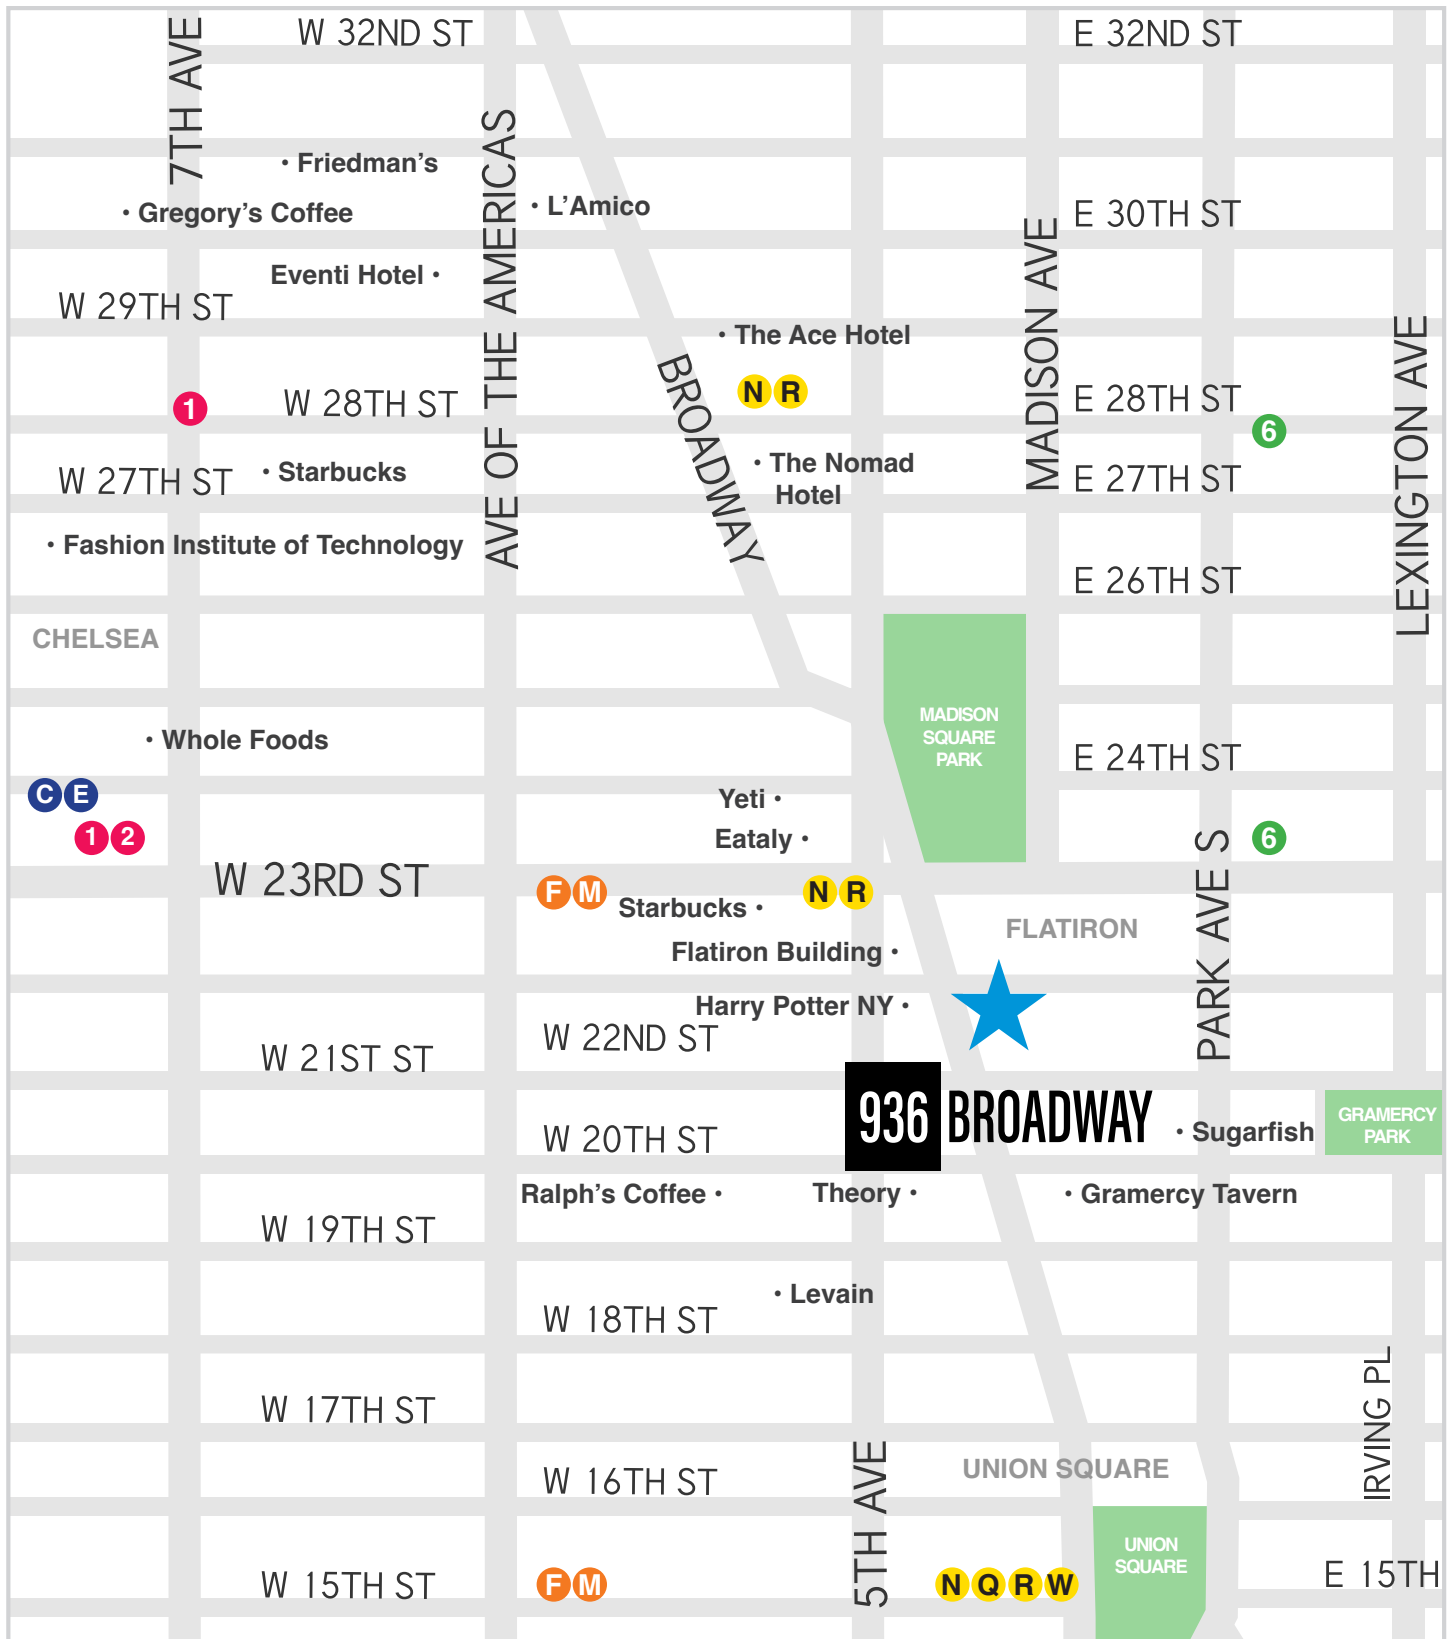 W 32ND ST
E 32ND ST
7TH AVE
• Friedman’s
AVE OF THE AMERICAS
• Gregory’s Coffee
• L’Amico
E 30TH ST
MADISON AVE
Eventi Hotel •
W 29TH ST
LEXINGTON AVE
• The Ace Hotel
BROADWAY
N R
1
W 28TH ST
E 28TH ST
6
W 27TH ST
• Starbucks
• The Nomad
Hotel
E 27TH ST
• Fashion Institute of Technology
E 26TH ST
CHELSEA
MADISON
SQUARE
PARK
• Whole Foods
E 24TH ST
C E
Yeti •
1 2
Eataly •
PARK AVE S
6
W 23RD ST
F M
N R
Starbucks •
FLATIRON
Flatiron Building •
Harry Potter NY •
W 22ND ST
W 21ST ST
936 BROADWAY
W 20TH ST
• Sugarfish
GRAMERCY
PARK
Ralph’s Coffee •
Theory •
• Gramercy Tavern
W 19TH ST
• Levain
W 18TH ST
IRVING PL
W 17TH ST
5TH AVE
UNION SQUARE
W 16TH ST
UNION
SQUARE
W 15TH ST
F M
N Q R W
E 15TH